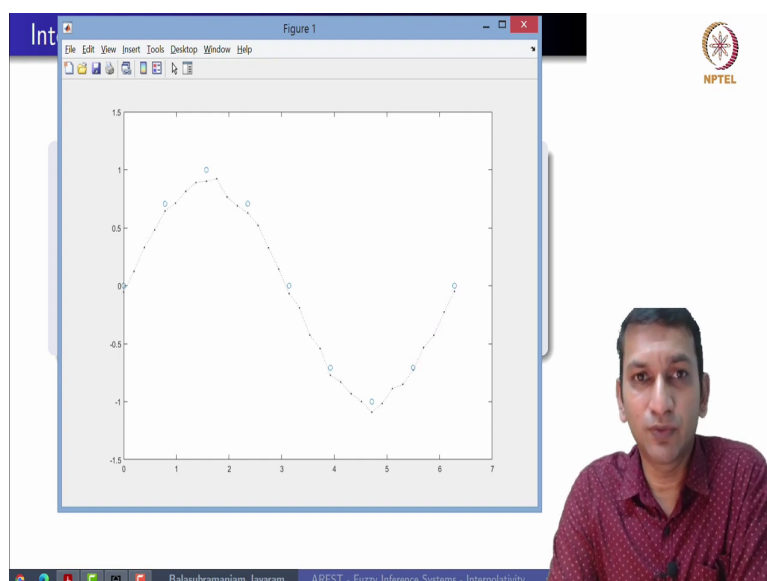 Int
Figure 1
File Edit View Insert Tools Desktop Window Help
NPTEL
1.5
1
0.5
0
-0.5
-1
-1.5
0 1 2 3 4 5 6 7
Balasubramaniam Jayaram ARFST - Fuzzy Inference Systems - Interpolativity